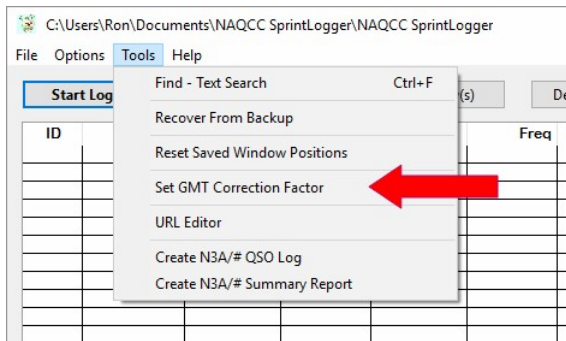 C:\Users\Ron\Documents\NAQCC SprintLogger\NAQCC SprintLogger
File Options Tools Help
Start Log
(s)
De
ID
Freq
Find - Text Search Ctrl+F
Recover From Backup
Reset Saved Window Positions
Set GMT Correction Factor
URL Editor
Create N3A/# QSO Log
Create N3A/# Summary Report